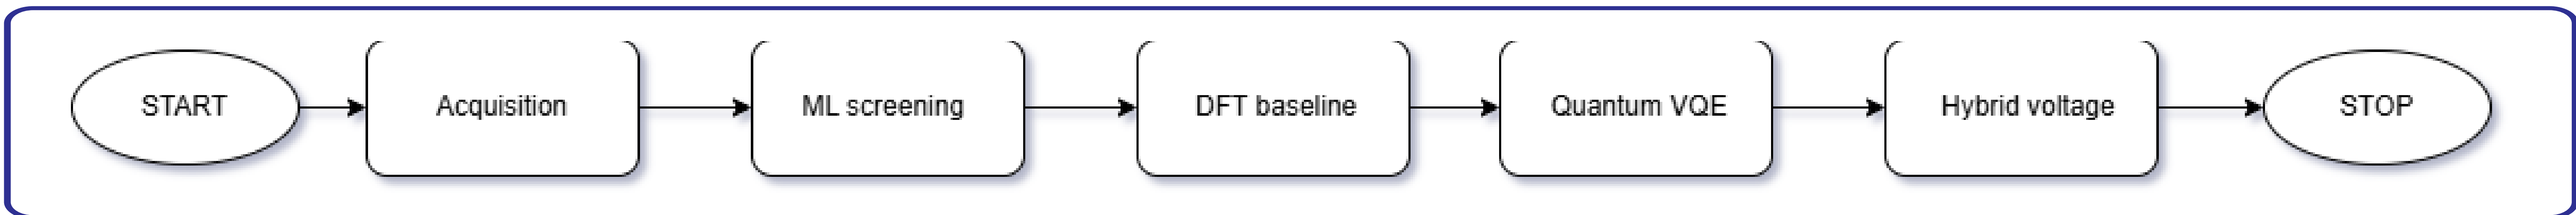 START
Acquisition
ML screening
DFT baseline
Quantum VQE
Hybrid voltage
STOP